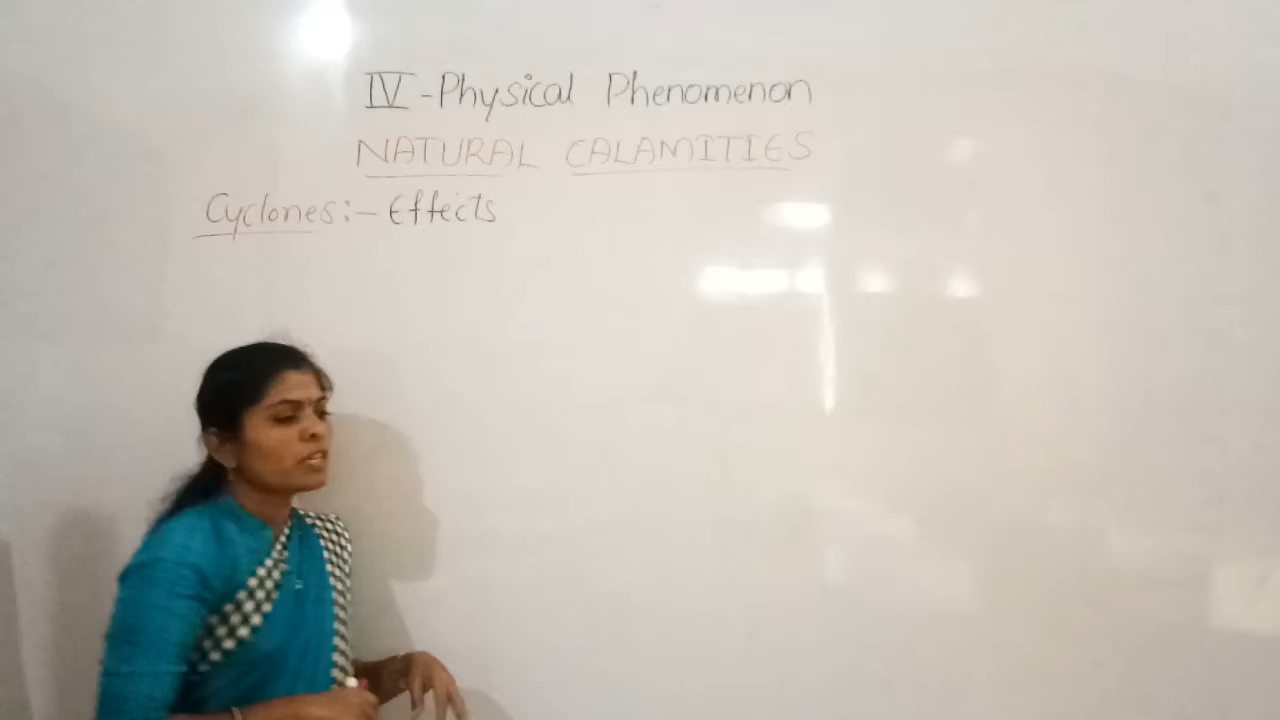 IV - Physical Phenomenon
NATURAL CALAMITIES
Cyclones :- Effects